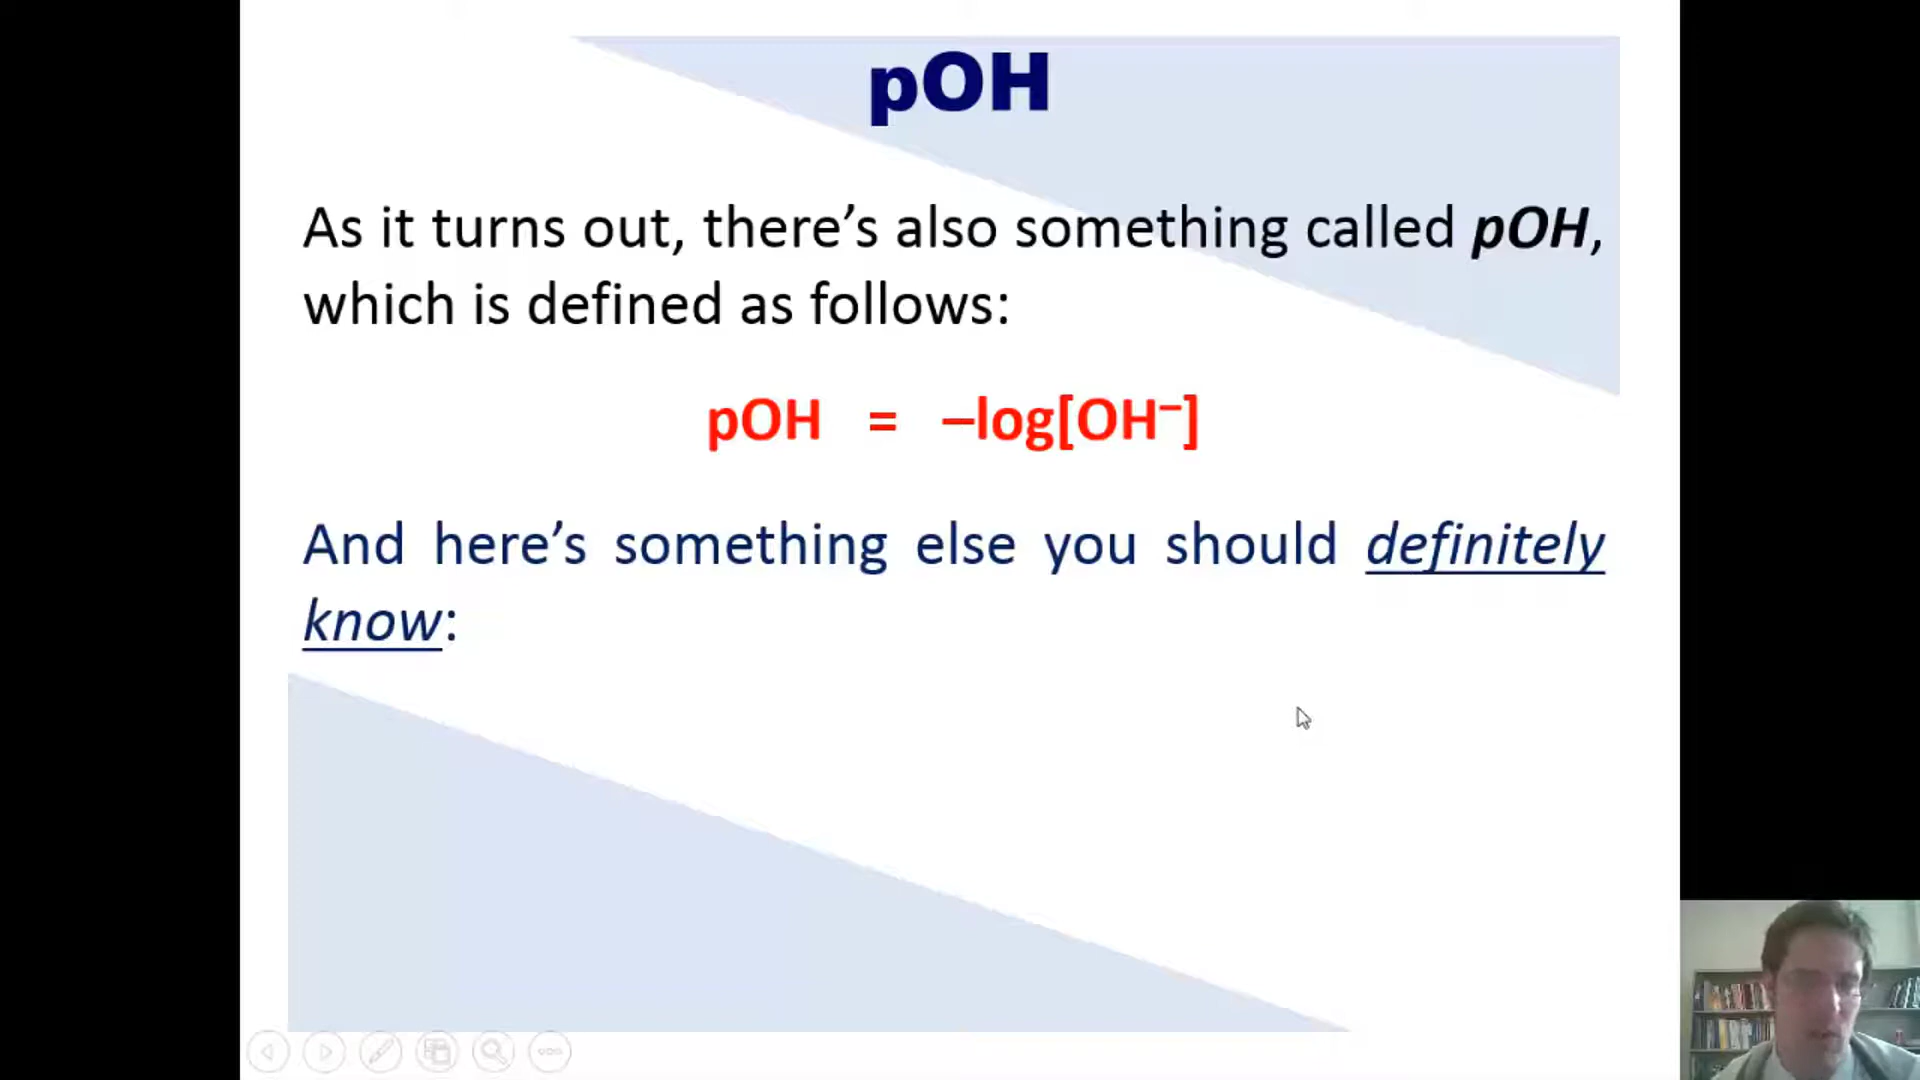 pOH
As it turns out, there’s also something called pOH,
which is defined as follows:
pOH = –log[OH⁻]
And here’s something else you should definitely
know: